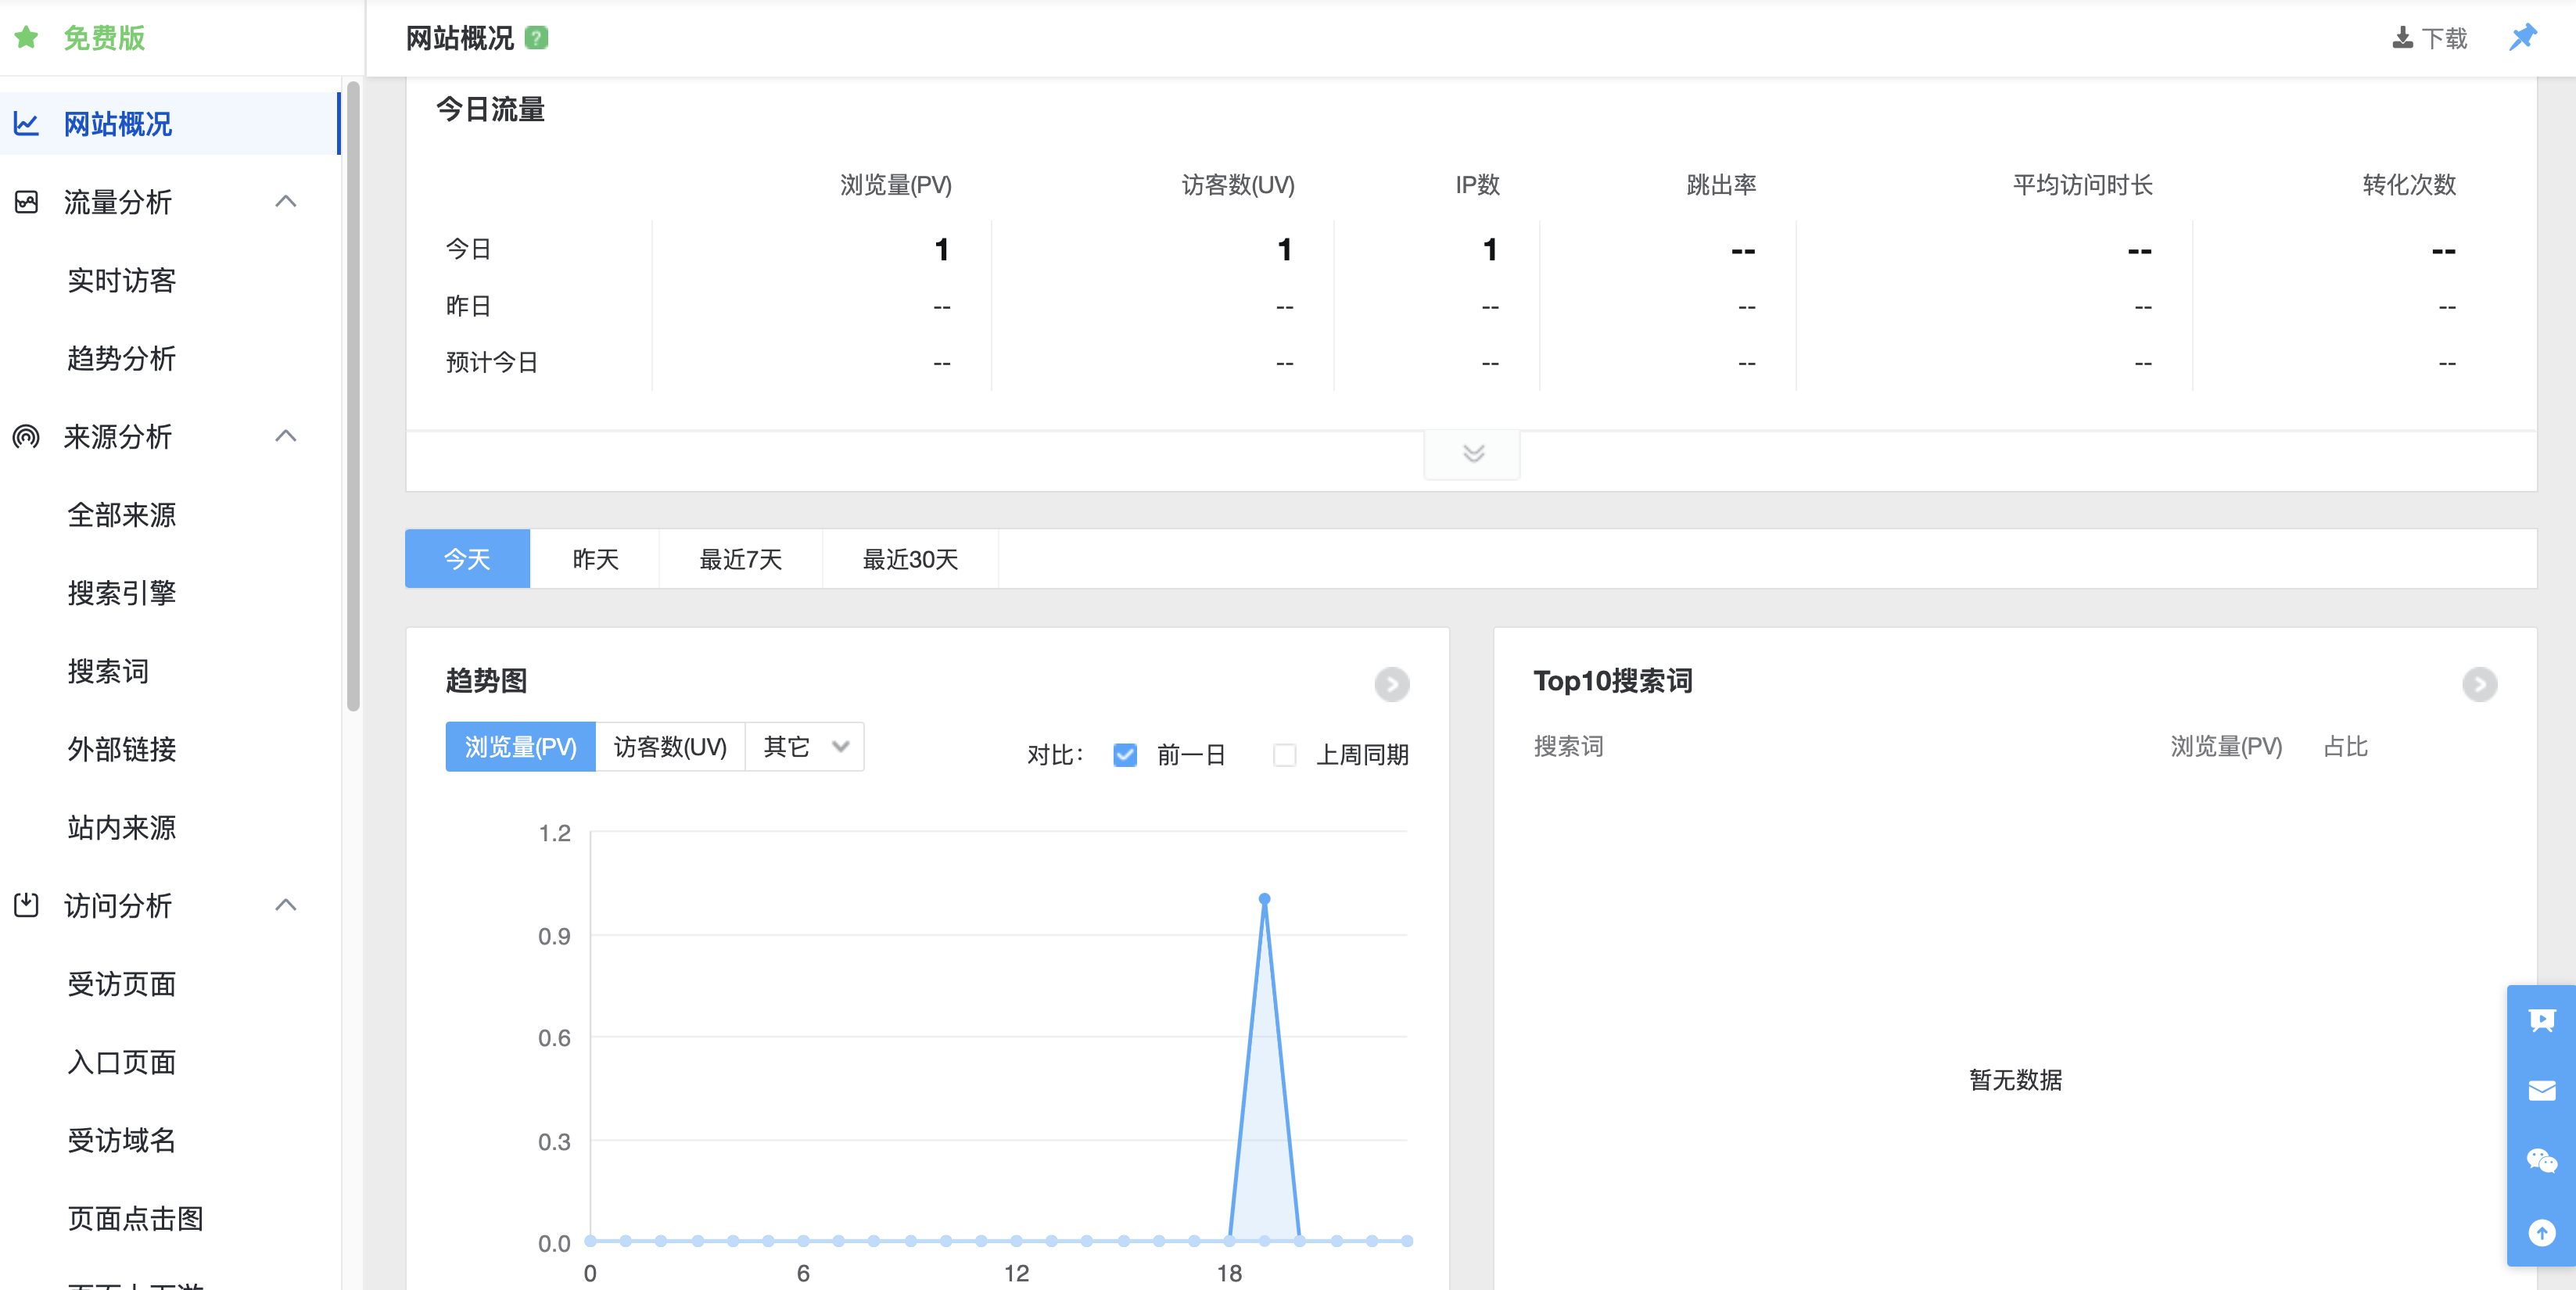 免费版
网站概况
流量分析
实时访客
趋势分析
来源分析
全部来源
搜索引擎
搜索词
外部链接
站内来源
访问分析
受访页面
入口页面
受访域名
页面点击图
网站概况 ?
下载
今日流量
浏览量(PV) 访客数(UV) IP数 跳出率 平均访问时长 转化次数
今日 1 1 1 -- -- --
昨日 -- -- -- -- -- --
预计今日 -- -- -- -- -- --
今天 昨天 最近7天 最近30天
趋势图
浏览量(PV) 访客数(UV) 其它
对比: 前一日 上周同期
1.2
0.9
0.6
0.3
0.0
0 6 12 18
Top10搜索词
搜索词 浏览量(PV) 占比
暂无数据